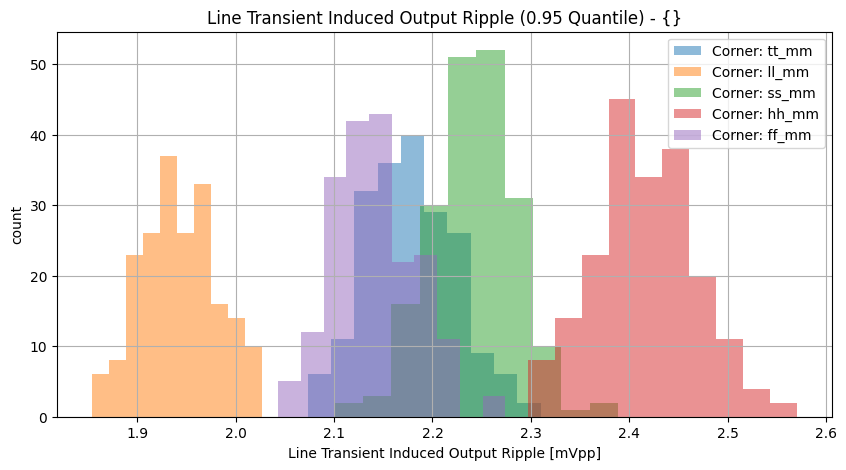 Line Transient Induced Output Ripple (0.95 Quantile) - {}
Corner: tt_mm
Corner: ll_mm
Corner: ss_mm
Corner: hh_mm
Corner: ff_mm
50
40
30
20
10
0
count
1.9
2.0
2.1
2.2
2.3
2.4
2.5
2.6
Line Transient Induced Output Ripple [mVpp]